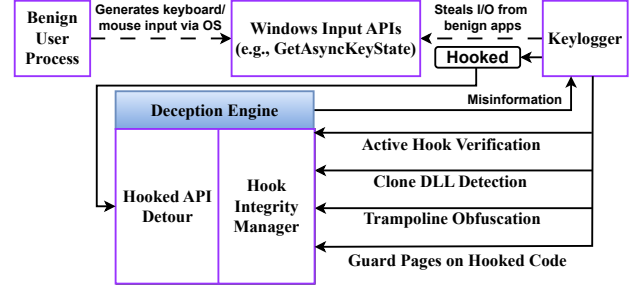 Benign
User
Process
Generates keyboard/
mouse input via OS
Windows Input APIs
(e.g., GetAsyncKeyState)
Steals I/O from
benign apps
Hooked
Keylogger
Deception Engine
Misinformation
Hooked API
Detour
Hook
Integrity
Manager
Active Hook Verification
Clone DLL Detection
Trampoline Obfuscation
Guard Pages on Hooked Code